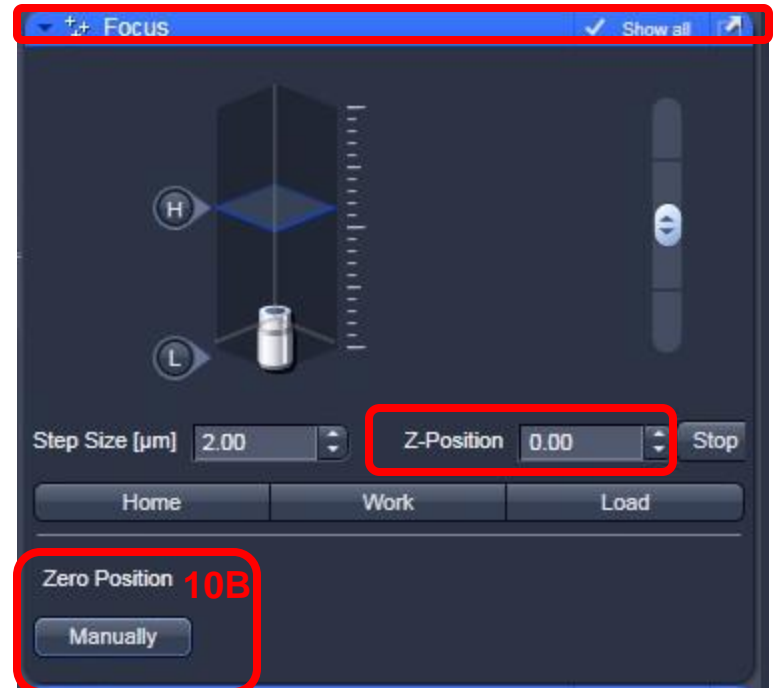 Focus Show all
H
L
Step Size [µm] 2.00 Z-Position 0.00 Stop
Home Work Load
Zero Position 10B
Manually